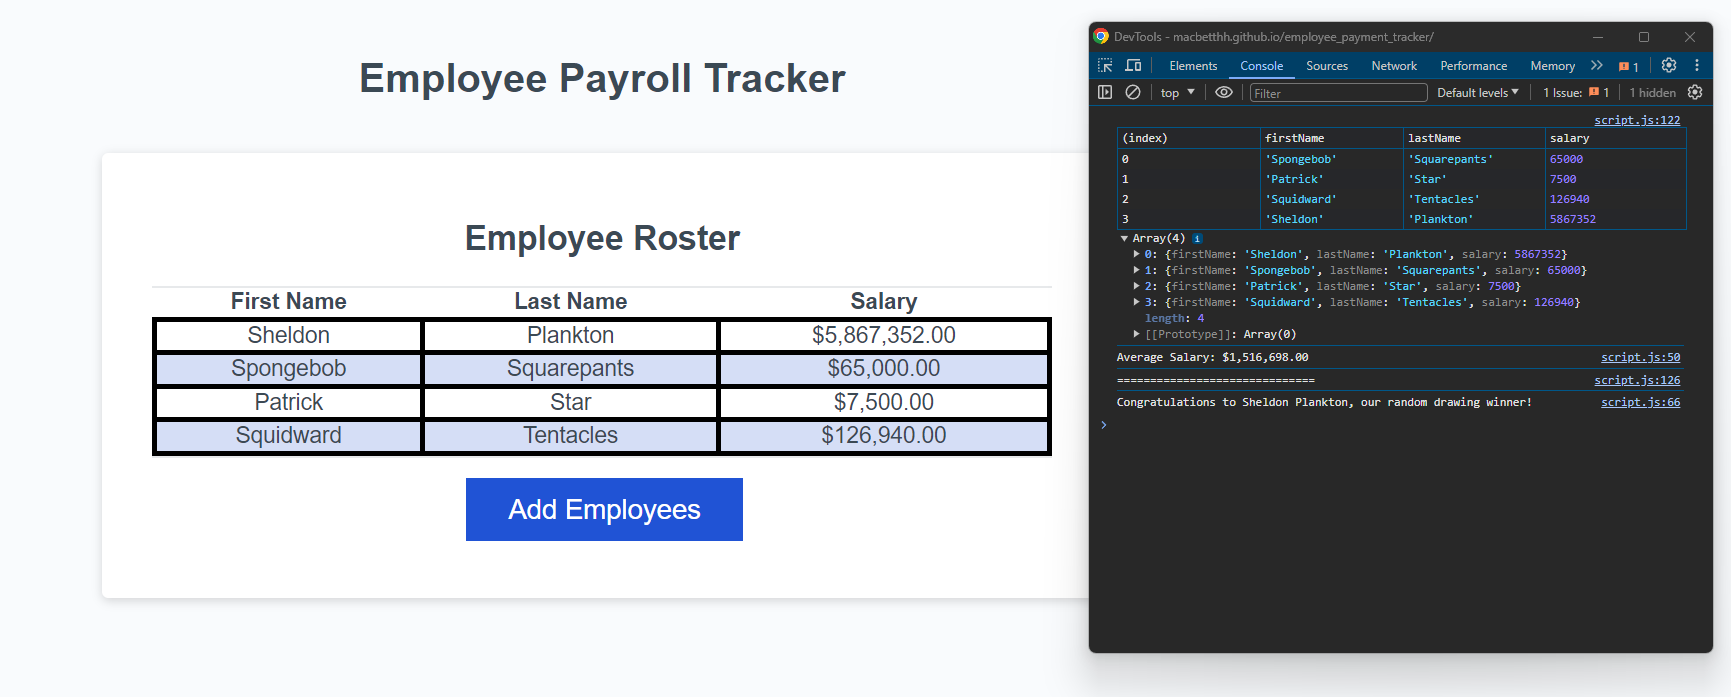 Employee Payroll Tracker
Employee Roster
First Name Last Name Salary
Sheldon Plankton $5,867,352.00
Spongebob Squarepants $65,000.00
Patrick Star $7,500.00
Squidward Tentacles $126,940.00
Add Employees
DevTools - macbetthh.github.io/employee_payment_tracker/
Elements Console Sources Network Performance Memory 1
top Filter Default levels 1 Issue: 1 1 hidden
script.js:122
(index) firstName lastName salary
0 'Spongebob' 'Squarepants' 65000
1 'Patrick' 'Star' 7500
2 'Squidward' 'Tentacles' 126940
3 'Sheldon' 'Plankton' 5867352
Array(4) i
0: {firstName: 'Sheldon', lastName: 'Plankton', salary: 5867352}
1: {firstName: 'Spongebob', lastName: 'Squarepants', salary: 65000}
2: {firstName: 'Patrick', lastName: 'Star', salary: 7500}
3: {firstName: 'Squidward', lastName: 'Tentacles', salary: 126940}
length: 4
[[Prototype]]: Array(0)
Average Salary: $1,516,698.00 script.js:50
============================== script.js:126
Congratulations to Sheldon Plankton, our random drawing winner! script.js:66